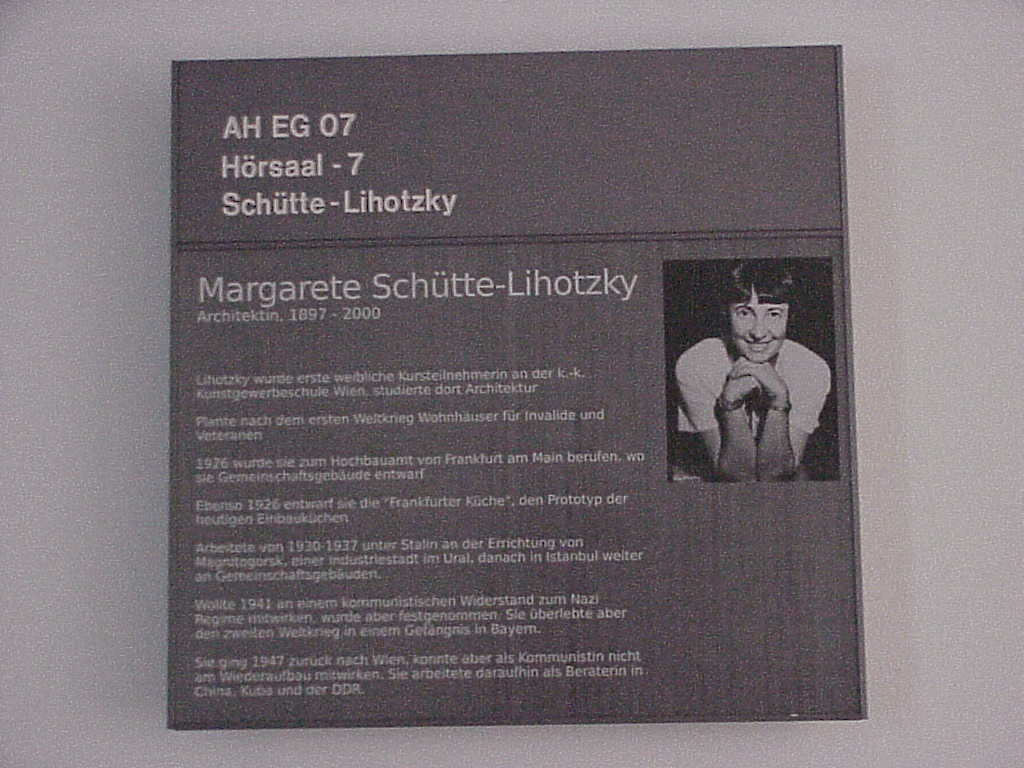 AH EG 07
Hörsaal - 7
Schütte - Lihotzky
Margarete Schütte-Lihotzky
Architektin, 1897 - 2000
Lihotzky wurde erste weibliche Kursteilnehmerin an der k.-k.
Kunstgewerbeschule Wien, studierte dort Architektur
Plante nach dem ersten Weltkrieg Wohnhäuser für Invalide und
Veteranen
1926 wurde sie zum Hochbauamt von Frankfurt am Main berufen, wo
sie Gemeinschaftsgebäude entwarf
Ebenso 1926 entwarf sie die "Frankfurter Küche", den Prototyp der
heutigen Einbauküchen
Arbeitete von 1930-1937 unter Stalin an der Errichtung von
Magnitogorsk, einer Industriestadt im Ural, danach in Istanbul weiter
an Gemeinschaftsgebäuden.
Wollte 1941 an einem kommunistischen Widerstand zum Nazi
Regime mitwirken, wurde aber festgenommen. Sie überlebte aber
den zweiten Weltkrieg in einem Gefängnis in Bayern.
Sie ging 1947 zurück nach Wien, konnte aber als Kommunistin nicht
am Wiederaufbau mitwirken. Sie arbeitete daraufhin als Beraterin in
China, Kuba und der DDR.